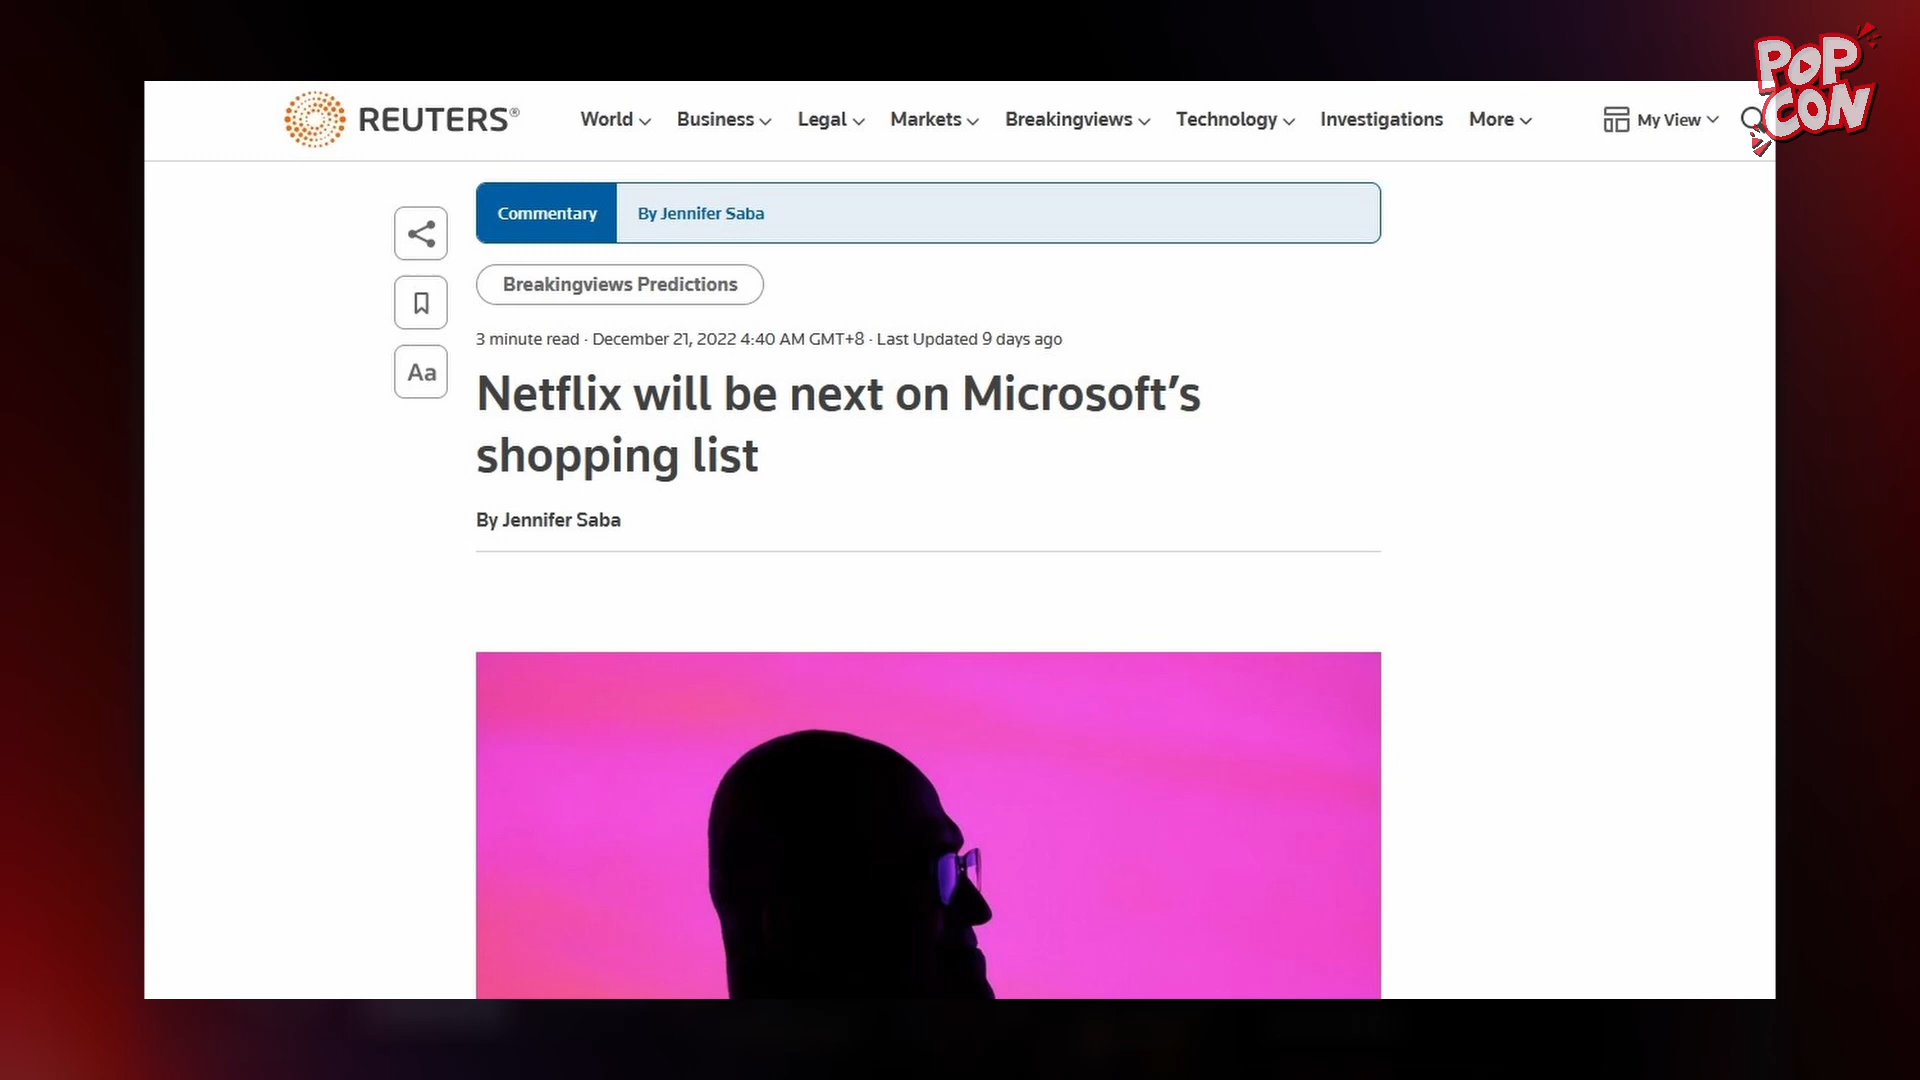 POP
CON
REUTERS®
World
Business
Legal
Markets
Breakingviews
Technology
Investigations
More
My View
Commentary
By Jennifer Saba
Breakingviews Predictions
3 minute read · December 21, 2022 4:40 AM GMT+8 · Last Updated 9 days ago
Aa
Netflix will be next on Microsoft’s
shopping list
By Jennifer Saba